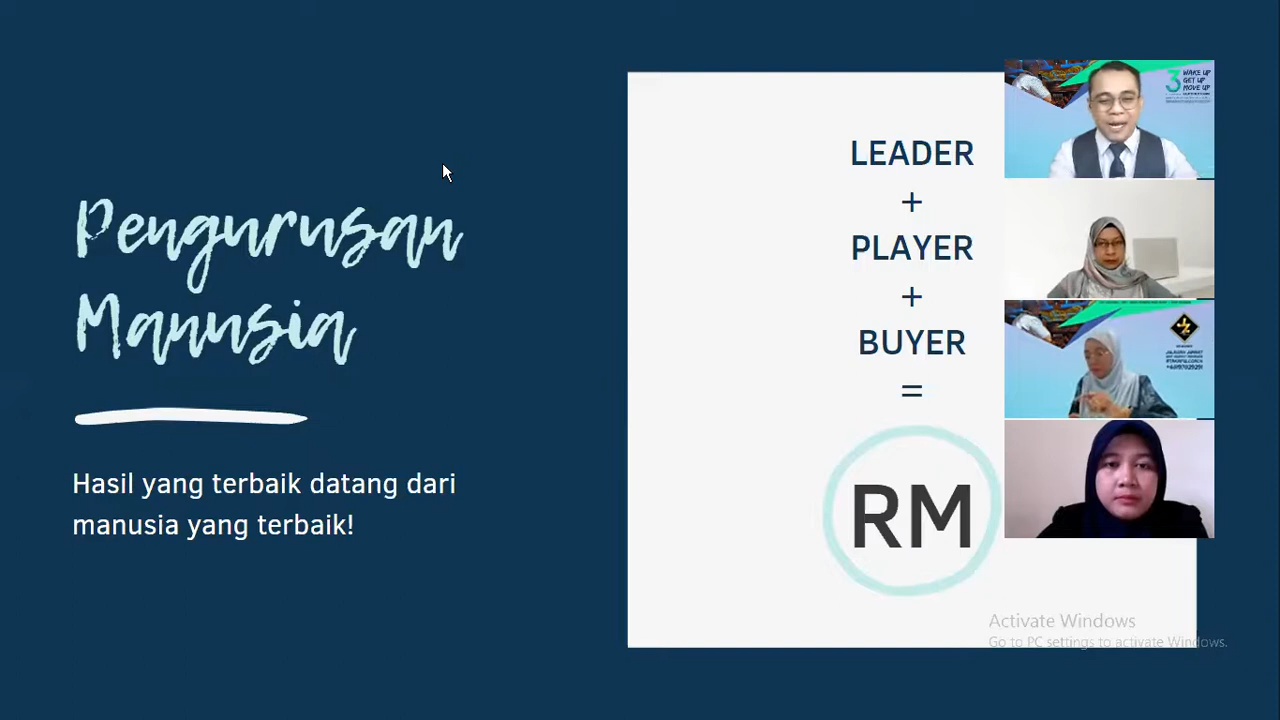 Pengurusan
Manusia
Hasil yang terbaik datang dari
manusia yang terbaik!
LEADER
+
PLAYER
+
BUYER
=
RM
3
WAKE UP
GET UP
MOVE UP
Activate Windows
Go to PC settings to activate Windows.